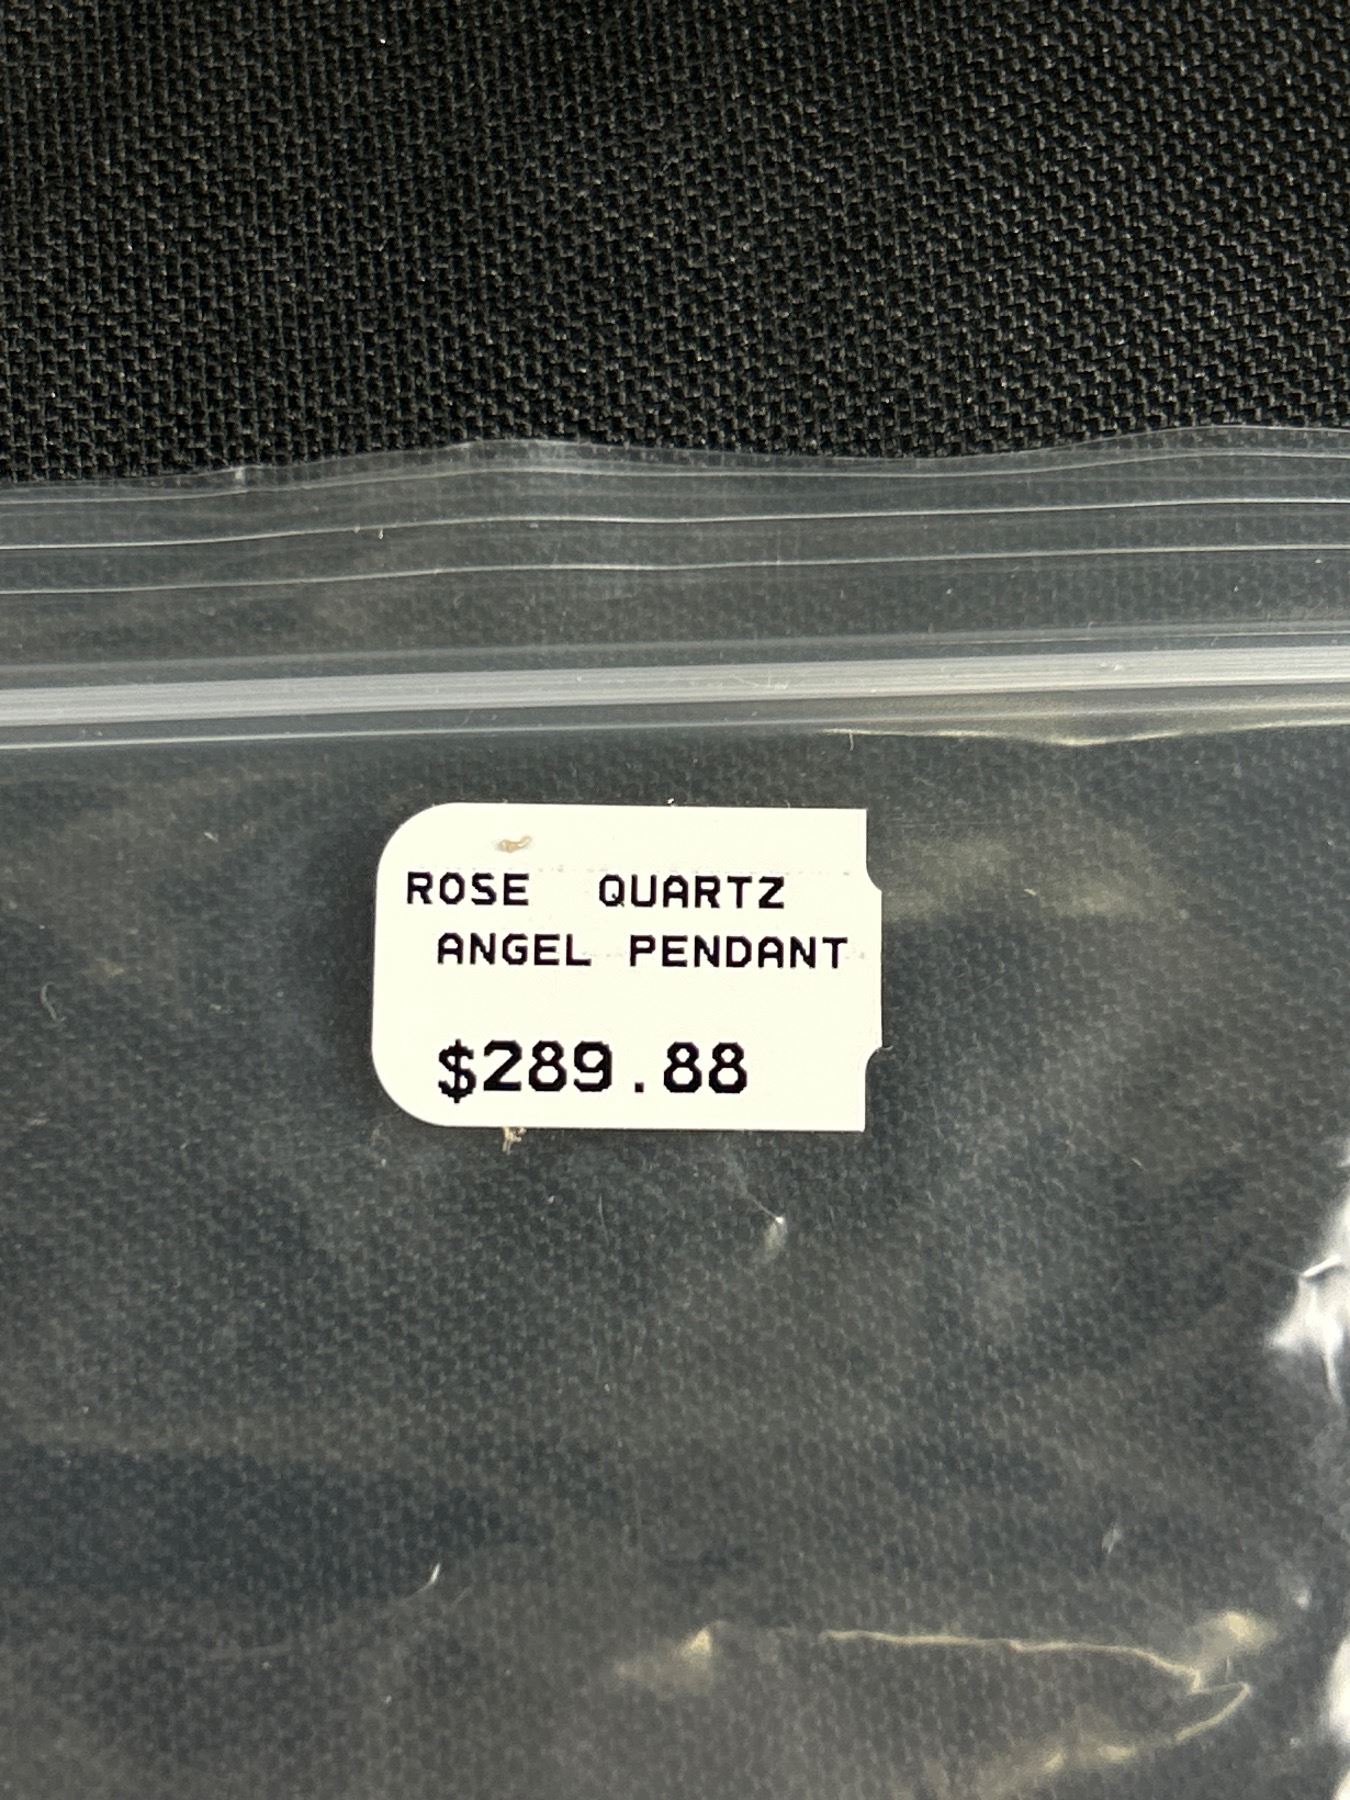 ROSE QUARTZ
ANGEL PENDANT
$289.88